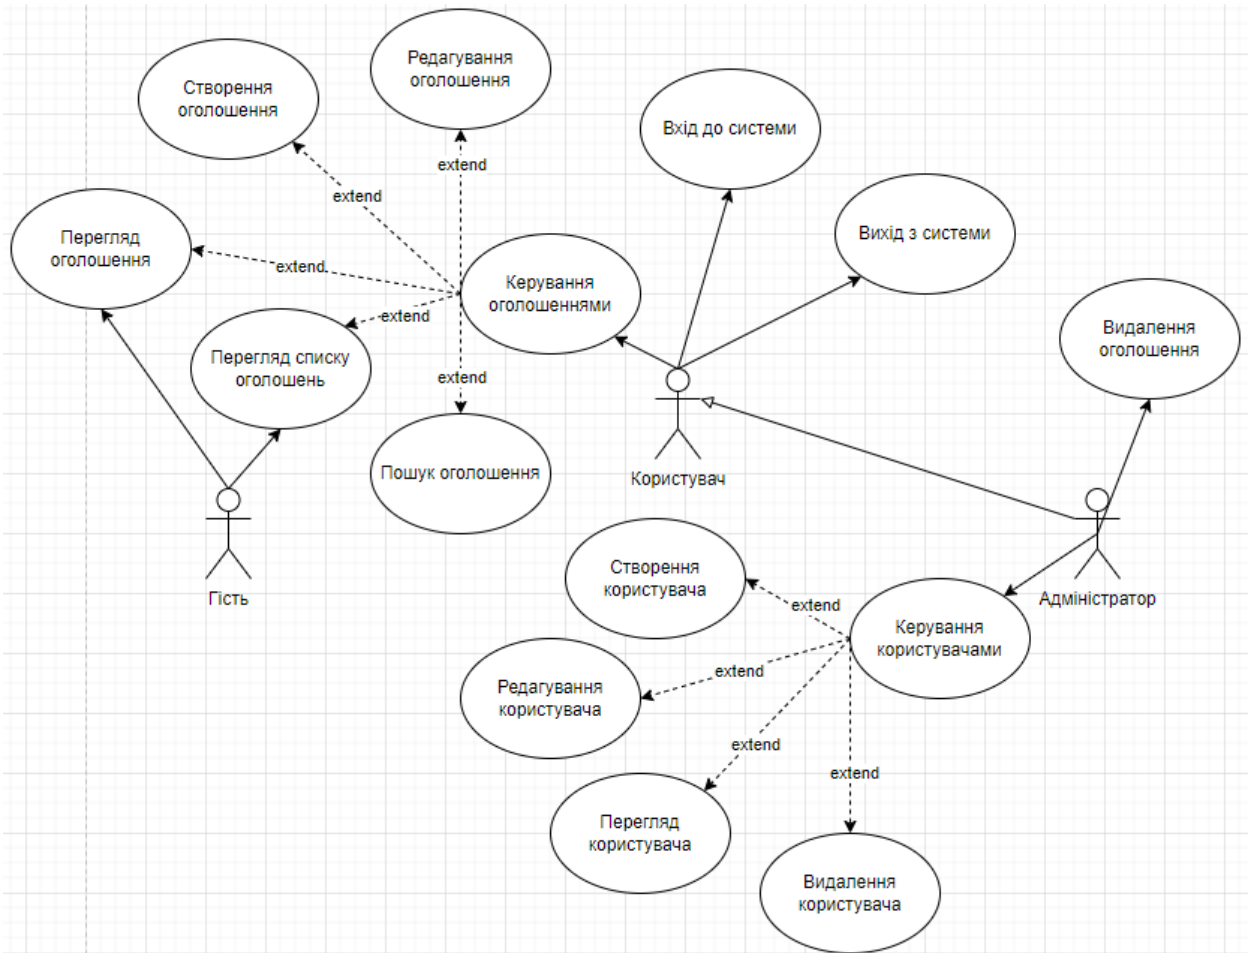 Редагування
оголошення
Створення
оголошення
Вхід до системи
extend
extend
Перегляд
оголошення
Вихід з системи
extend
Керування
оголошеннями
extend
Видалення
оголошення
Перегляд списку
оголошень
extend
Пошук оголошення
Користувач
Гість
Створення
користувача
Адміністратор
extend
Керування
користувачами
Редагування
користувача
extend
extend
extend
Перегляд
користувача
Видалення
користувача